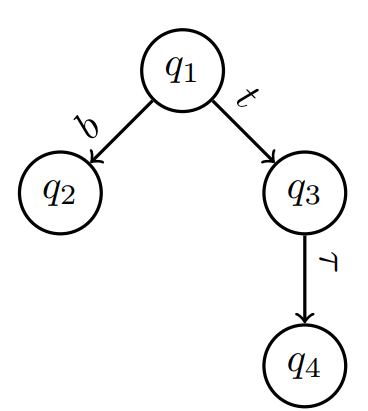 q₁
b t
q₂ q₃
τ
q₄